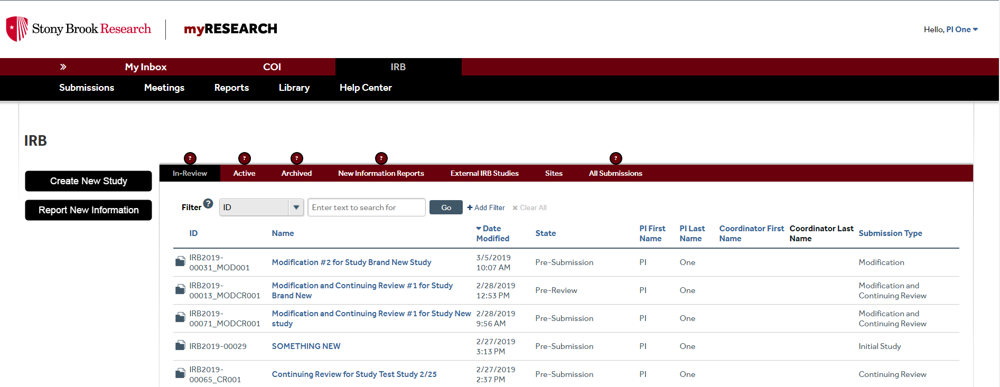 Stony Brook Research
myRESEARCH
Hello, PI One
» My Inbox COI IRB
Submissions Meetings Reports Library Help Center
IRB
? ? ? ? ?
In-Review Active Archived New Information Reports External IRB Studies Sites All Submissions
Create New Study
Report New Information
Filter ? ID Enter text to search for Go + Add Filter ✖ Clear All
ID Name Date Modified State PI First Name PI Last Name Coordinator First Name Coordinator Last Name Submission Type
IRB2019-00031_MOD001 Modification #2 for Study Brand New Study 3/5/2019 10:07 AM Pre-Submission PI One Modification
IRB2019-00013_MODCR001 Modification and Continuing Review #1 for Study Brand New 2/28/2019 12:53 PM Pre-Review PI One Modification and Continuing Review
IRB2019-00071_MODCR001 Modification and Continuing Review #1 for Study New study 2/28/2019 9:56 AM Pre-Submission PI One Modification and Continuing Review
IRB2019-00029 SOMETHING NEW 2/27/2019 3:13 PM Pre-Submission PI One Initial Study
IRB2019-00065_CR001 Continuing Review for Study Test Study 2/25 2/27/2019 2:37 PM Pre-Submission PI One Continuing Review